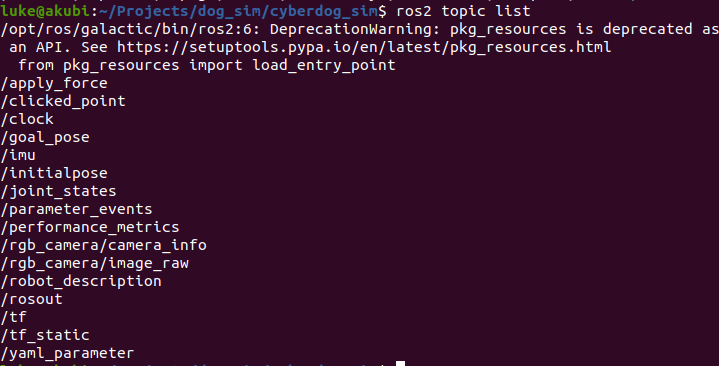 luke@akubi:~/Projects/dog_sim/cyberdog_sim$ ros2 topic list
/opt/ros/galactic/bin/ros2:6: DeprecationWarning: pkg_resources is deprecated as
 an API. See https://setuptools.pypa.io/en/latest/pkg_resources.html
  from pkg_resources import load_entry_point
/apply_force
/clicked_point
/clock
/goal_pose
/imu
/initialpose
/joint_states
/parameter_events
/performance_metrics
/rgb_camera/camera_info
/rgb_camera/image_raw
/robot_description
/rosout
/tf
/tf_static
/yaml_parameter